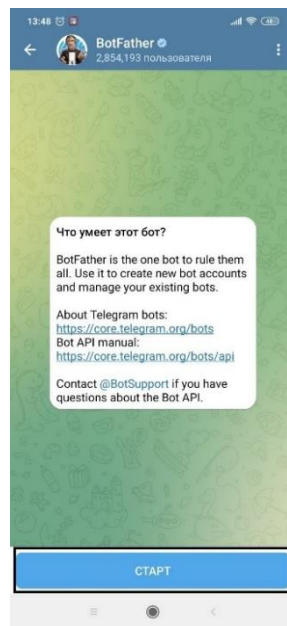 13:48
BotFather
2,854,193 пользователя
Что умеет этот бот?
BotFather is the one bot to rule them
all. Use it to create new bot accounts
and manage your existing bots.
About Telegram bots:
https://core.telegram.org/bots
Bot API manual:
https://core.telegram.org/bots/api
Contact @BotSupport if you have
questions about the Bot API.
СТАРТ